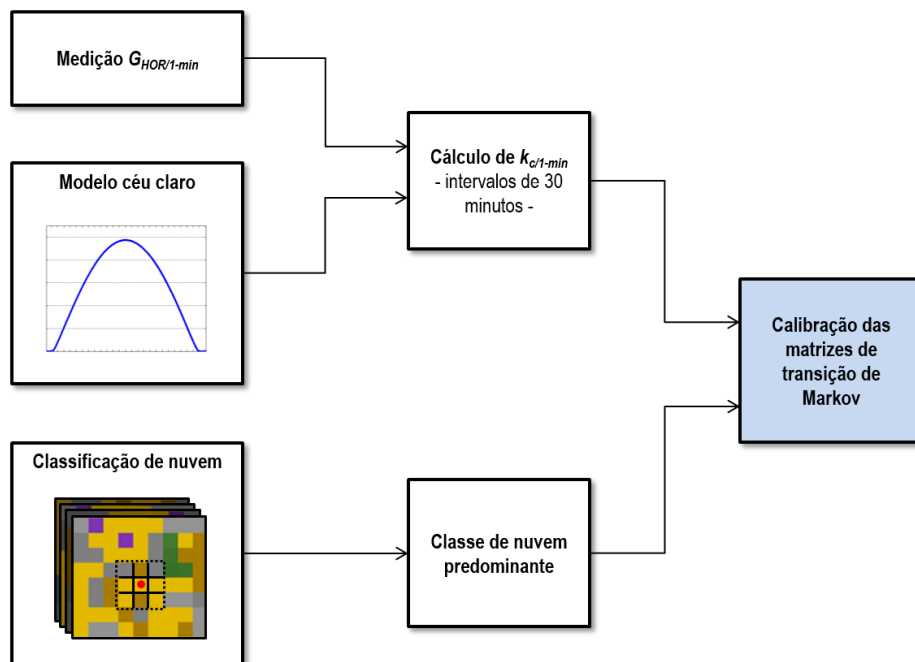 Medição G_HOR/1-min
Modelo céu claro
Cálculo de k_c/1-min
- intervalos de 30
minutos -
Calibração das
matrizes de
transição de
Markov
Classificação de nuvem
Classe de nuvem
predominante